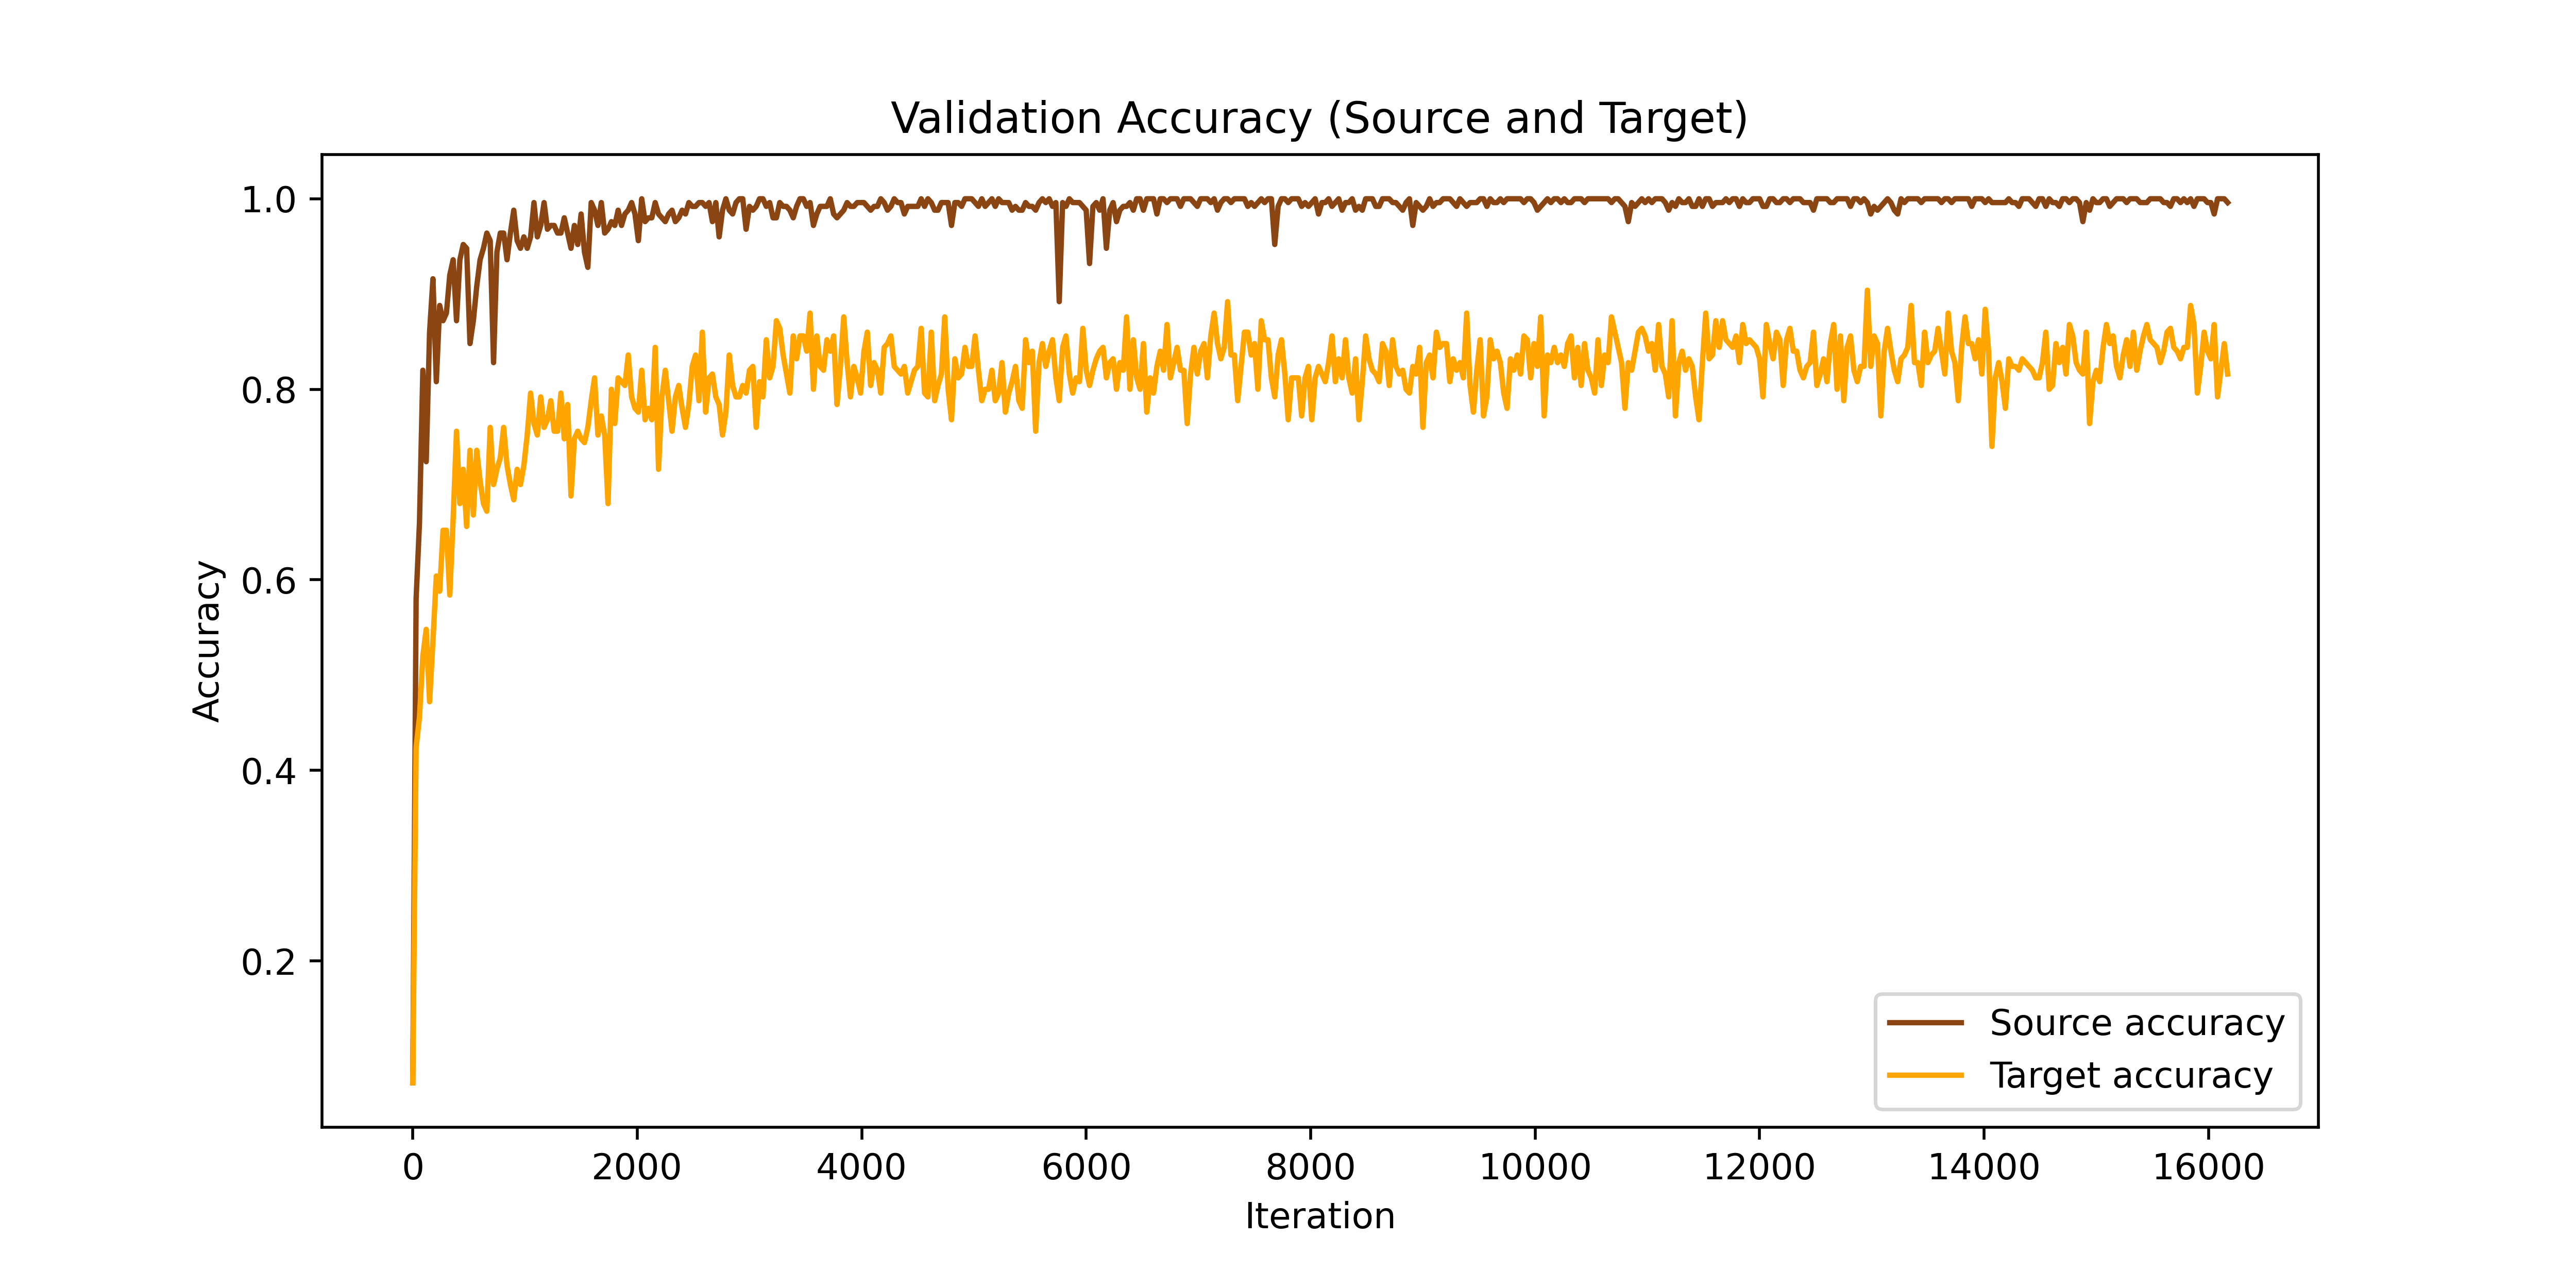 Validation Accuracy (Source and Target)
1.0
0.8
0.6
0.4
0.2
Accuracy
0 2000 4000 6000 8000 10000 12000 14000 16000
Iteration
Source accuracy
Target accuracy